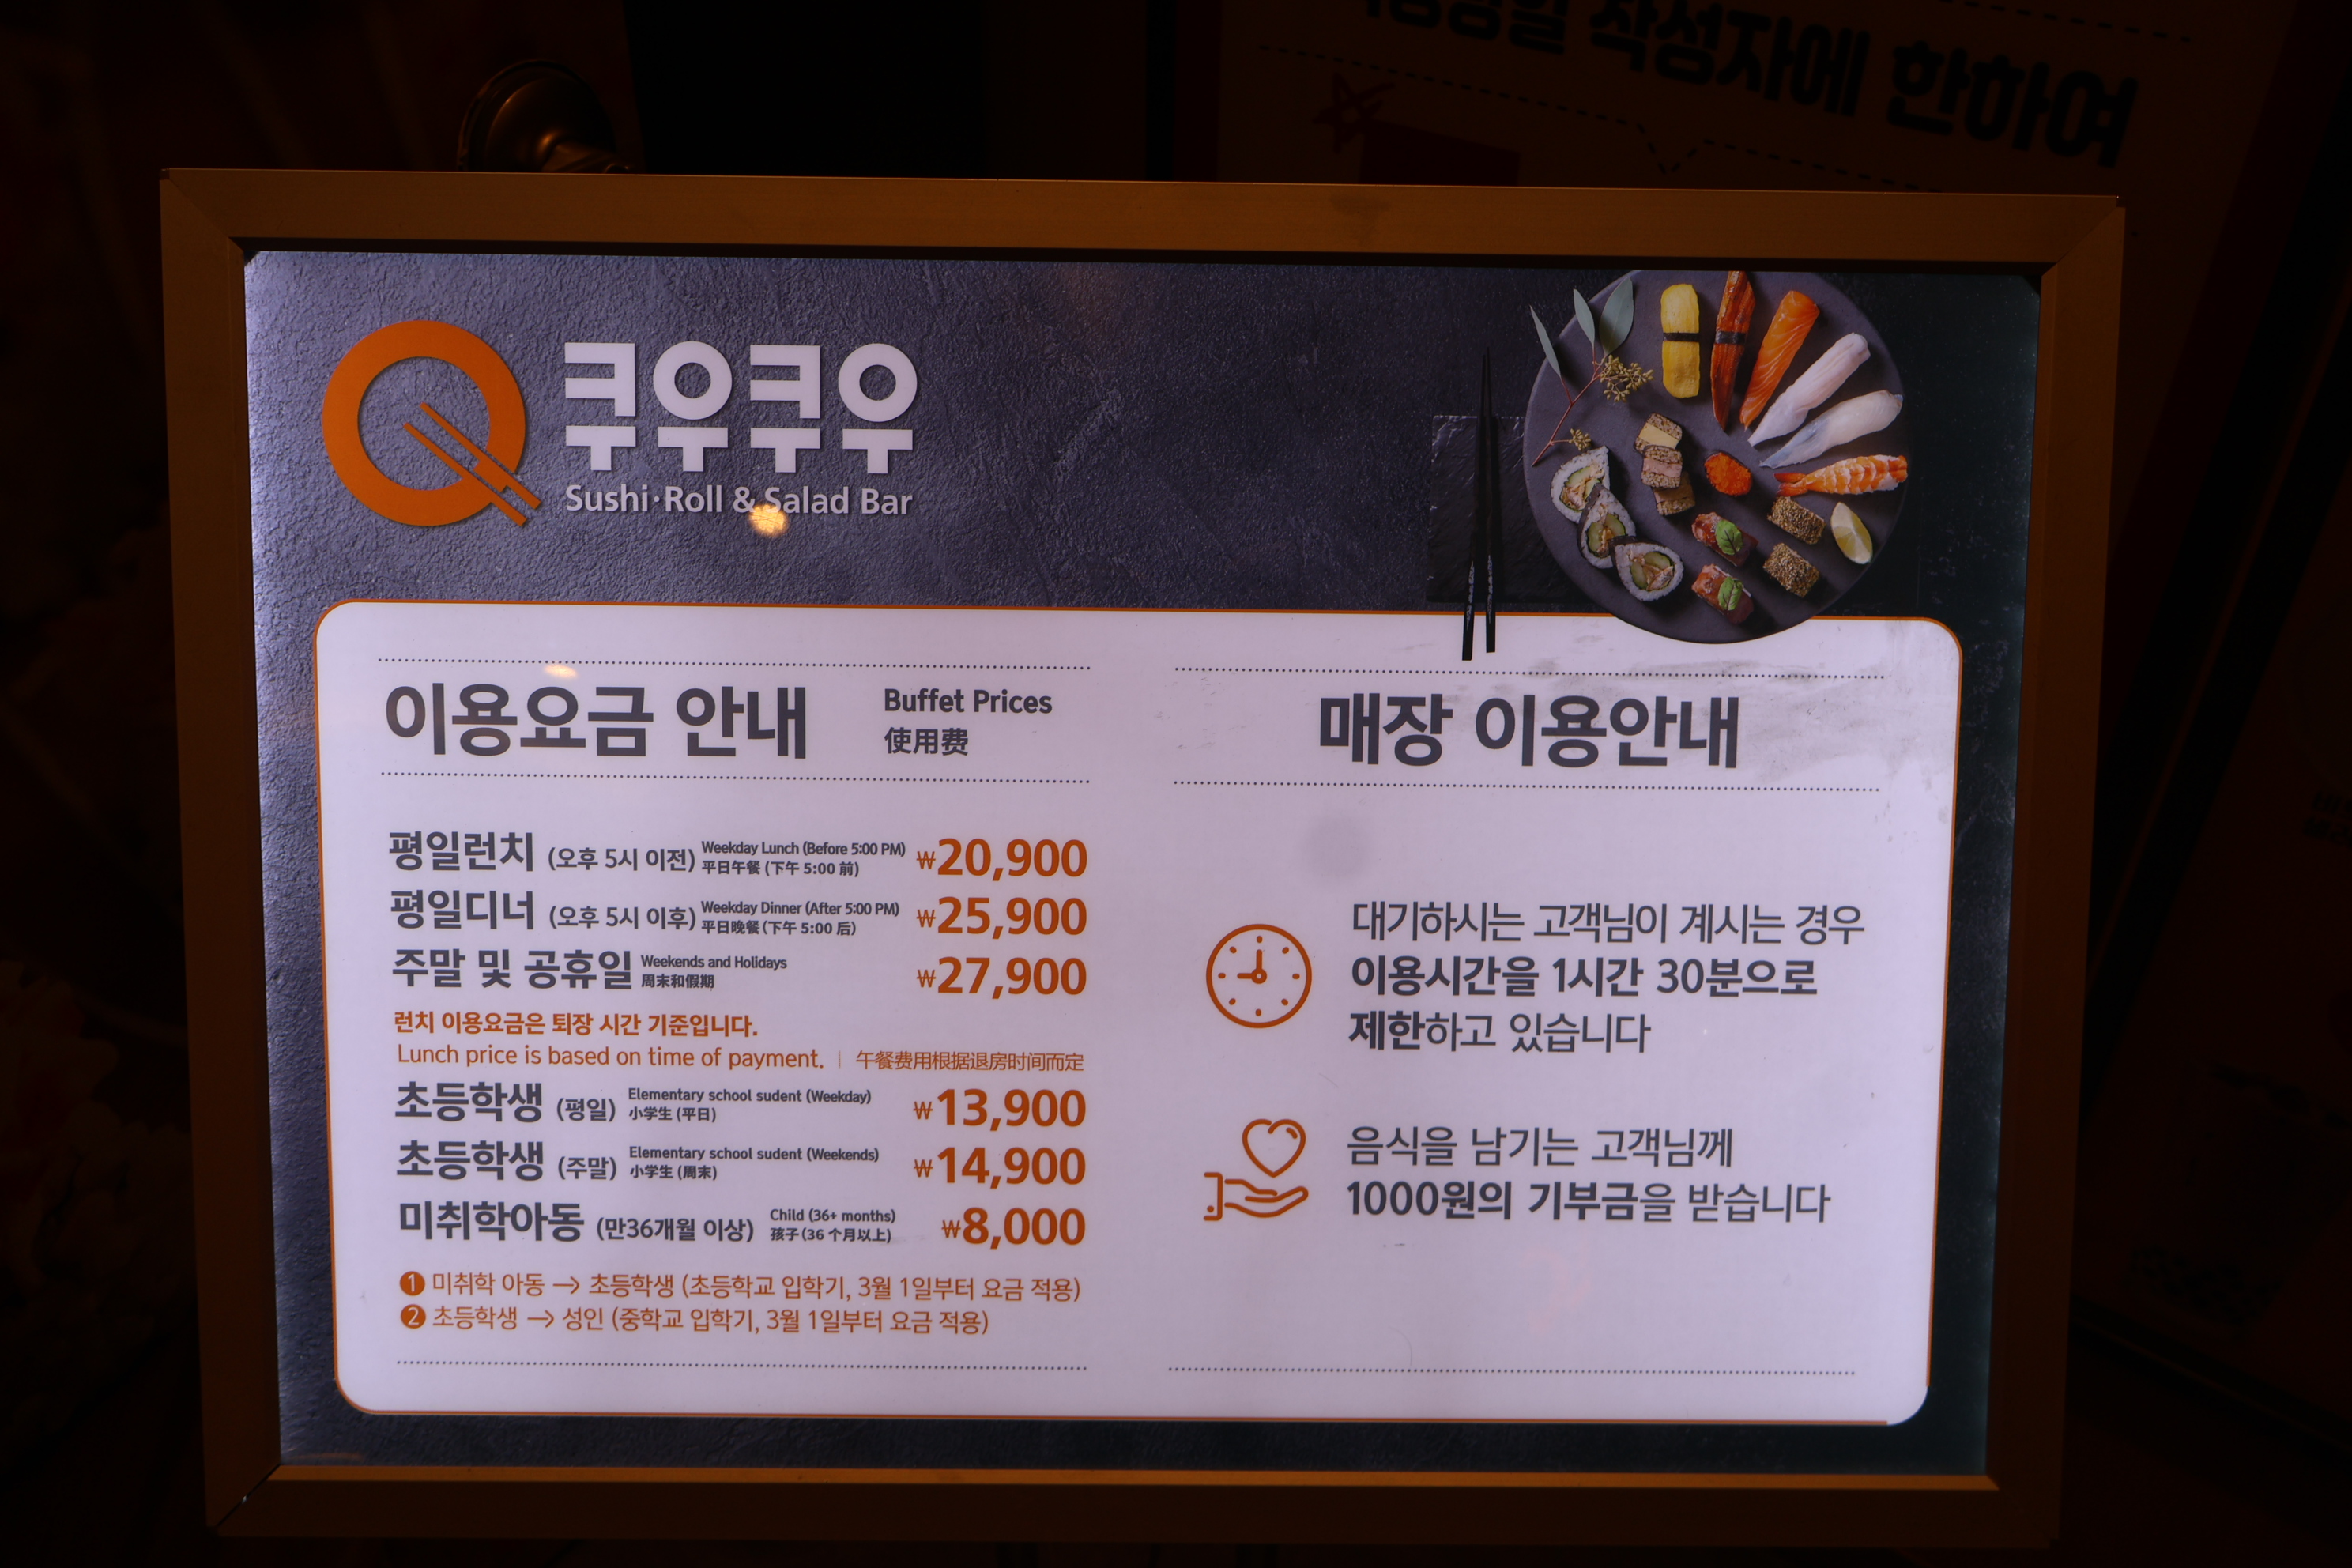 작성자에 한하여
쿠우쿠우
Sushi·Roll & Salad Bar
이용요금 안내
Buffet Prices
使用费
평일런치 (오후 5시 이전) Weekday Lunch (Before 5:00 PM) ₩20,900
平日午餐 (下午 5:00 前)
평일디너 (오후 5시 이후) Weekday Dinner (After 5:00 PM) ₩25,900
平日晚餐 (下午 5:00 后)
주말 및 공휴일 Weekends and Holidays ₩27,900
周末和假期
런치 이용요금은 퇴장 시간 기준입니다.
Lunch price is based on time of payment. | 午餐费用根据退房时间而定
초등학생 (평일) Elementary school sudent (Weekday) ₩13,900
小学生 (平日)
초등학생 (주말) Elementary school sudent (Weekends) ₩14,900
小学生 (周末)
미취학아동 (만36개월 이상) Child (36+ months) ₩8,000
孩子 (36 个月以上)
1 미취학 아동 → 초등학생 (초등학교 입학기, 3월 1일부터 요금 적용)
2 초등학생 → 성인 (중학교 입학기, 3월 1일부터 요금 적용)
매장 이용안내
대기하시는 고객님이 계시는 경우
이용시간을 1시간 30분으로
제한하고 있습니다
음식을 남기는 고객님께
1000원의 기부금을 받습니다